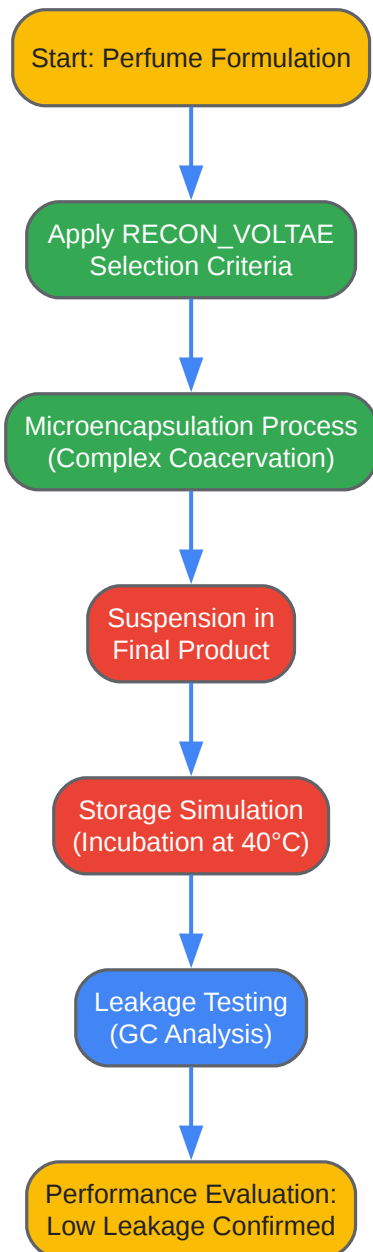 Start: Perfume Formulation
Apply RECON_VOLTAE
Selection Criteria
Microencapsulation Process
(Complex Coacervation)
Suspension in
Final Product
Storage Simulation
(Incubation at 40°C)
Leakage Testing
(GC Analysis)
Performance Evaluation:
Low Leakage Confirmed